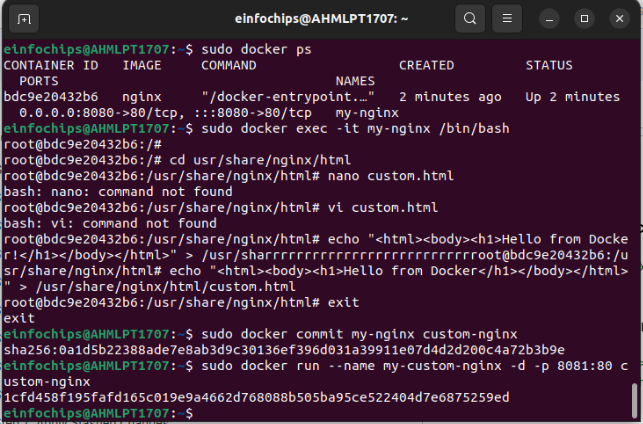 einfochips@AHMLPT1707: ~
einfochips@AHMLPT1707:~$ sudo docker ps
CONTAINER ID   IMAGE     COMMAND                  CREATED         STATUS
  PORTS                                   NAMES
bdc9e20432b6   nginx     "/docker-entrypoint.…"   2 minutes ago   Up 2 minutes
  0.0.0.0:8080->80/tcp, :::8080->80/tcp   my-nginx
einfochips@AHMLPT1707:~$ sudo docker exec -it my-nginx /bin/bash
root@bdc9e20432b6:/#
root@bdc9e20432b6:/# cd usr/share/nginx/html
root@bdc9e20432b6:/usr/share/nginx/html# nano custom.html
bash: nano: command not found
root@bdc9e20432b6:/usr/share/nginx/html# vi custom.html
bash: vi: command not found
root@bdc9e20432b6:/usr/share/nginx/html# echo "<html><body><h1>Hello from Docke
r!</h1></body></html>" > /usr/sharrrrrrrrrrrrrrrrrrrrrrrrrrrroot@bdc9e20432b6:/u
sr/share/nginx/html# echo "<html><body><h1>Hello from Docker</h1></body></html>
" > /usr/share/nginx/html/custom.html
root@bdc9e20432b6:/usr/share/nginx/html# exit
exit
einfochips@AHMLPT1707:~$ sudo docker commit my-nginx custom-nginx
sha256:0a1d5b22388ade7e8ab3d9c30136ef396d031a39911e07d4d2d200c4a72b3b9e
einfochips@AHMLPT1707:~$ sudo docker run --name my-custom-nginx -d -p 8081:80 c
ustom-nginx
1cfd458f195fafd165c019e9a4662d768088b505ba95ce522404d7e6875259ed
einfochips@AHMLPT1707:~$